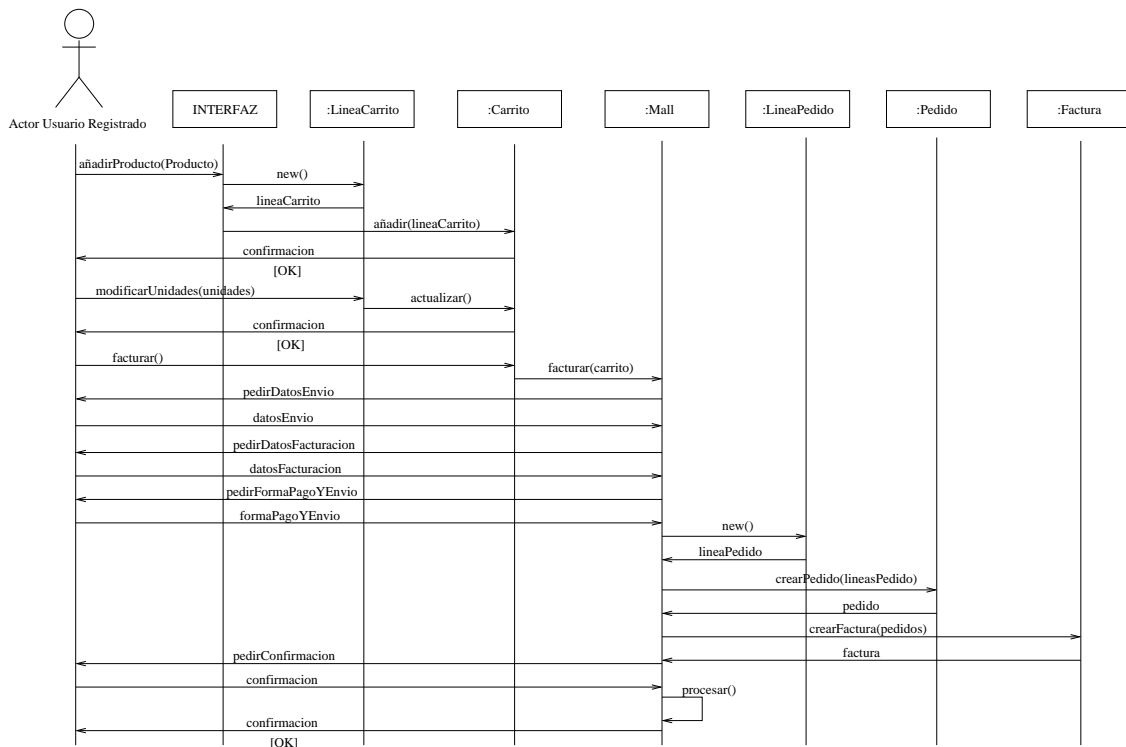 INTERFAZ
:LineaCarrito
:Carrito
:Mall
:LineaPedido
:Pedido
:Factura
Actor Usuario Registrado
añadirProducto(Producto)
new()
lineaCarrito
añadir(lineaCarrito)
confirmacion
[OK]
modificarUnidades(unidades)
actualizar()
confirmacion
[OK]
facturar()
facturar(carrito)
pedirDatosEnvio
datosEnvio
pedirDatosFacturacion
datosFacturacion
pedirFormaPagoYEnvio
formaPagoYEnvio
new()
lineaPedido
crearPedido(lineasPedido)
pedido
crearFactura(pedidos)
factura
pedirConfirmacion
confirmacion
procesar()
confirmacion
[OK]